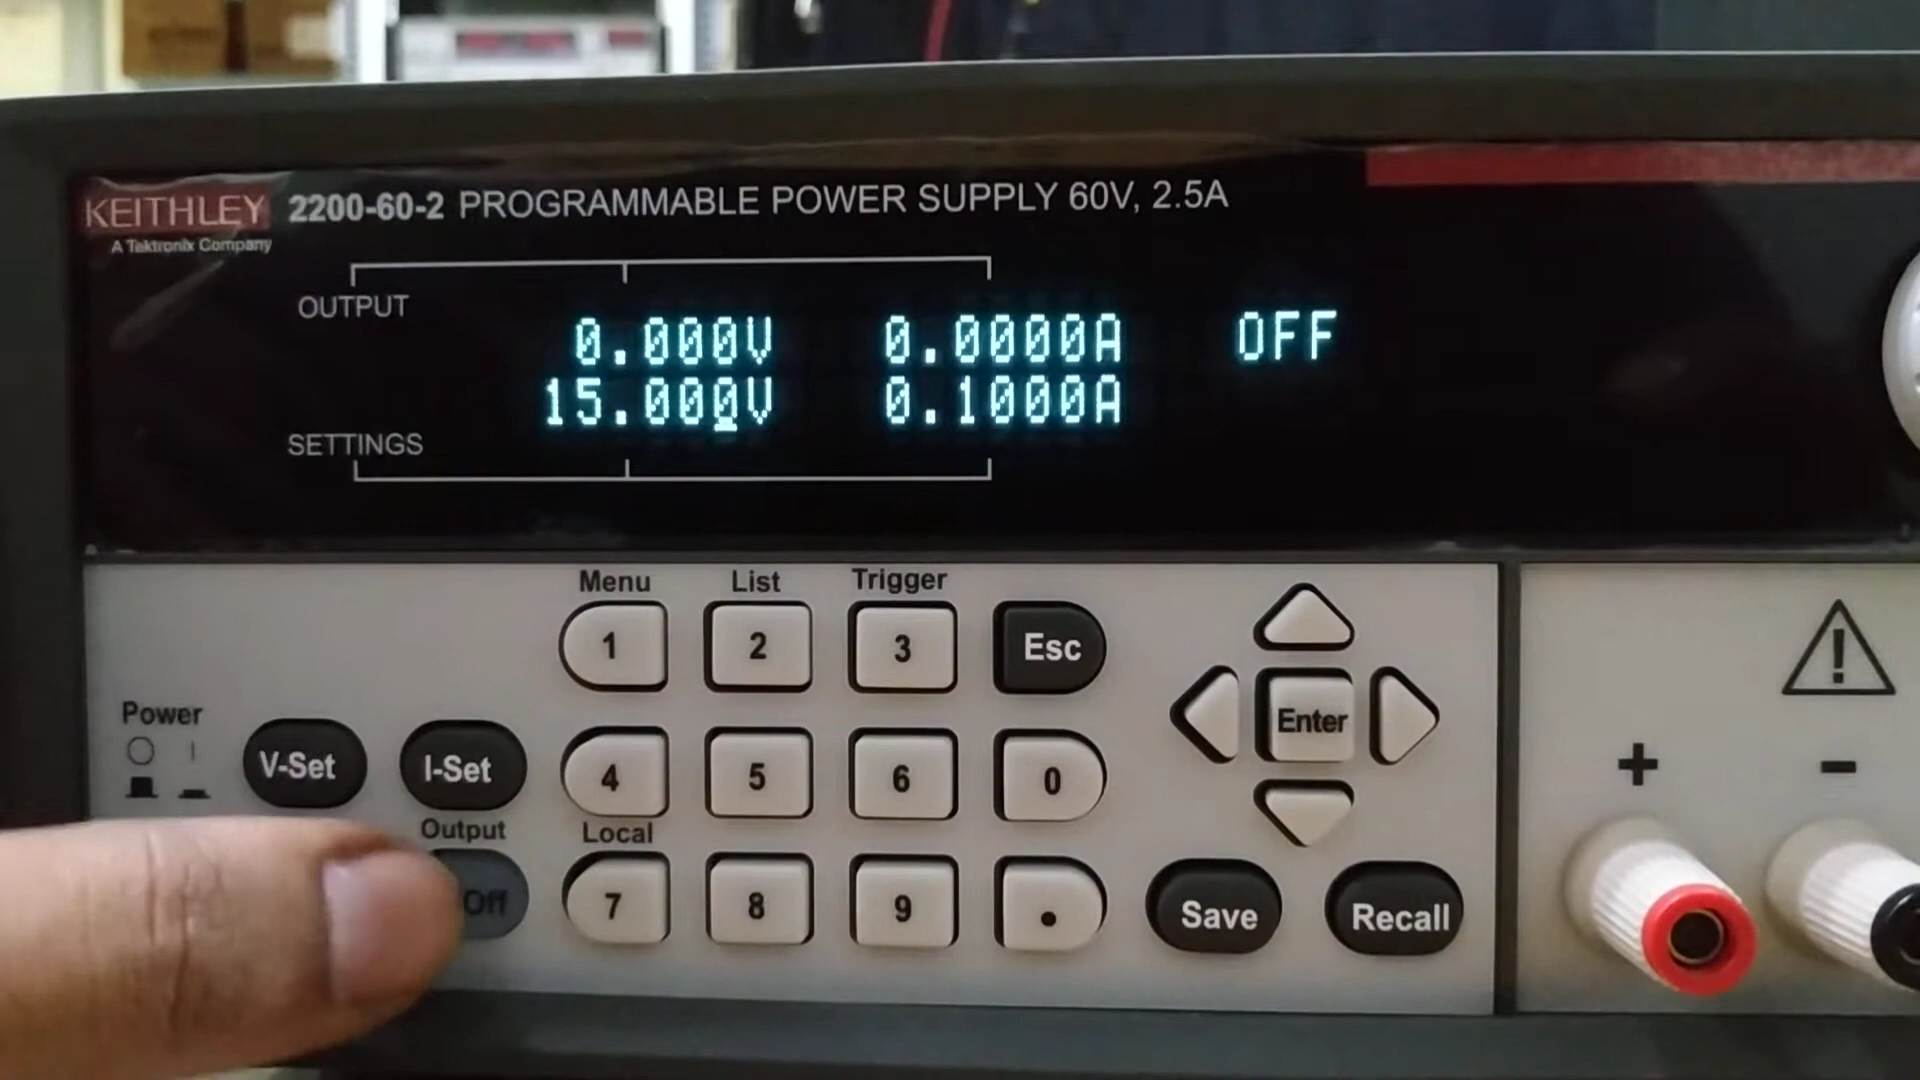 KEITHLEY 2200-60-2 PROGRAMMABLE POWER SUPPLY 60V, 2.5A
A Tektronix Company
OUTPUT
0.000V 0.0000A OFF
15.000V 0.1000A
SETTINGS
Menu List Trigger
1 2 3 Esc
Power
V-Set I-Set 4 5 6 0 Enter
+ -
Output Local
Off 7 8 9 . Save Recall